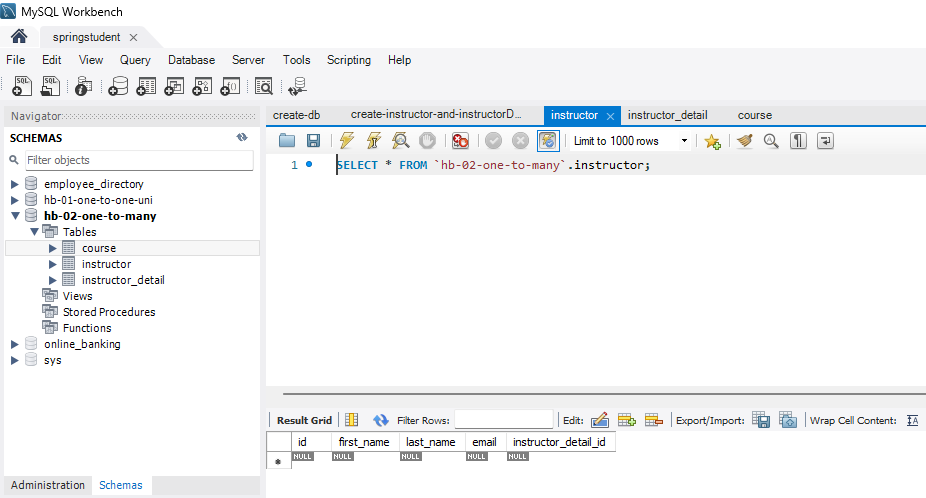 MySQL Workbench
springstudent
File Edit View Query Database Server Tools Scripting Help
Navigator
SCHEMAS
Filter objects
employee_directory
hb-01-one-to-one-uni
hb-02-one-to-many
Tables
course
instructor
instructor_detail
Views
Stored Procedures
Functions
online_banking
sys
Administration Schemas
create-db create-instructor-and-instructorD... instructor instructor_detail course
Limit to 1000 rows
1 SELECT * FROM `hb-02-one-to-many`.instructor;
Result Grid Filter Rows: Edit: Export/Import: Wrap Cell Content:
id first_name last_name email instructor_detail_id
NULL NULL NULL NULL NULL